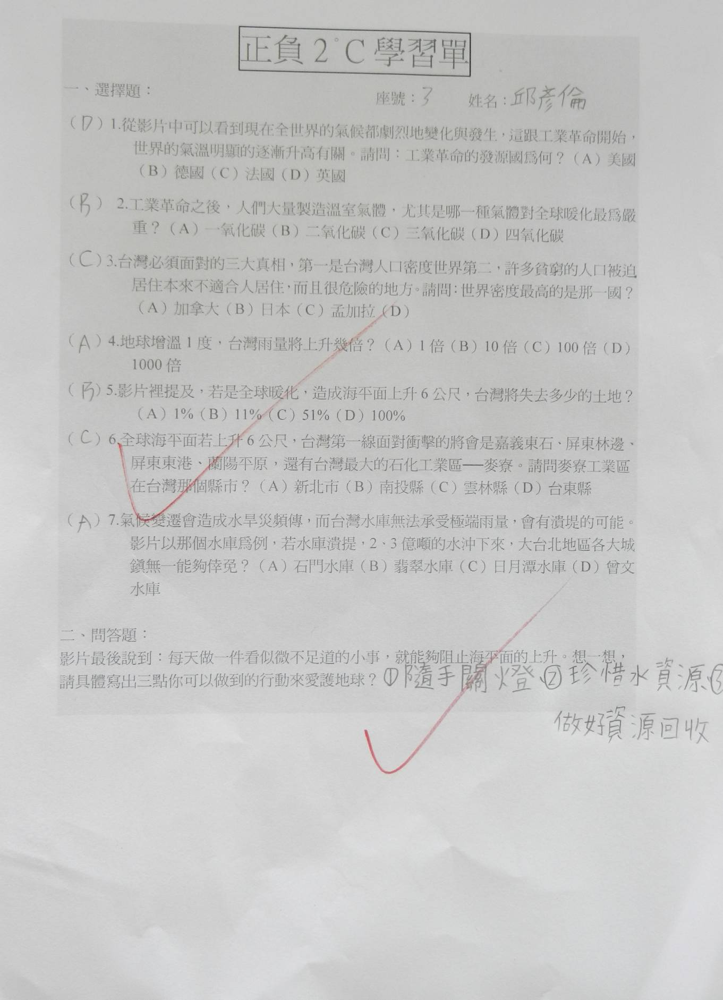 正負2°C學習單
一、選擇題：
座號：3 姓名：邱彥倫
（D）1.從影片中可以看到現在全世界的氣候都劇烈地變化與發生，這跟工業革命開始，
世界的氣溫明顯的逐漸升高有關。請問：工業革命的發源國為何？（A）美國
（B）德國（C）法國（D）英國
（B） 2.工業革命之後，人們大量製造溫室氣體，尤其是哪一種氣體對全球暖化最為嚴
重？（A）一氧化碳（B）二氧化碳（C）三氧化碳（D）四氧化碳
（C）3.台灣必須面對的三大真相，第一是台灣人口密度世界第二，許多貧窮的人口被迫
居住本來不適合人居住，而且很危險的地方。請問：世界密度最高的是那一國？
（A）加拿大（B）日本（C）孟加拉（D）
（A）4.地球增溫 1 度，台灣雨量將上升幾倍？（A）1 倍（B）10 倍（C）100 倍（D）
1000 倍
（B）5.影片裡提及，若是全球暖化，造成海平面上升 6 公尺，台灣將失去多少的土地？
（A）1%（B）11%（C）51%（D）100%
（C）6.全球海平面若上升 6 公尺，台灣第一線面對衝擊的將會是嘉義東石、屏東林邊、
屏東東港、蘭陽平原，還有台灣最大的石化工業區──麥寮。請問麥寮工業區
在台灣那個縣市？（A）新北市（B）南投縣（C）雲林縣（D）台東縣
（A）7.氣候變遷會造成水旱災頻傳，而台灣水庫無法承受極端雨量，會有潰堤的可能。
影片以那個水庫為例，若水庫潰提，2、3 億噸的水沖下來，大台北地區各大城
鎮無一能夠倖免？（A）石門水庫（B）翡翠水庫（C）日月潭水庫（D）曾文
水庫
二、問答題：
影片最後說到：每天做一件看似微不足道的小事，就能夠阻止海平面的上升。想一想，
請具體寫出三點你可以做到的行動來愛護地球？①隨手關燈、②珍惜水資源、③
做好資源回收